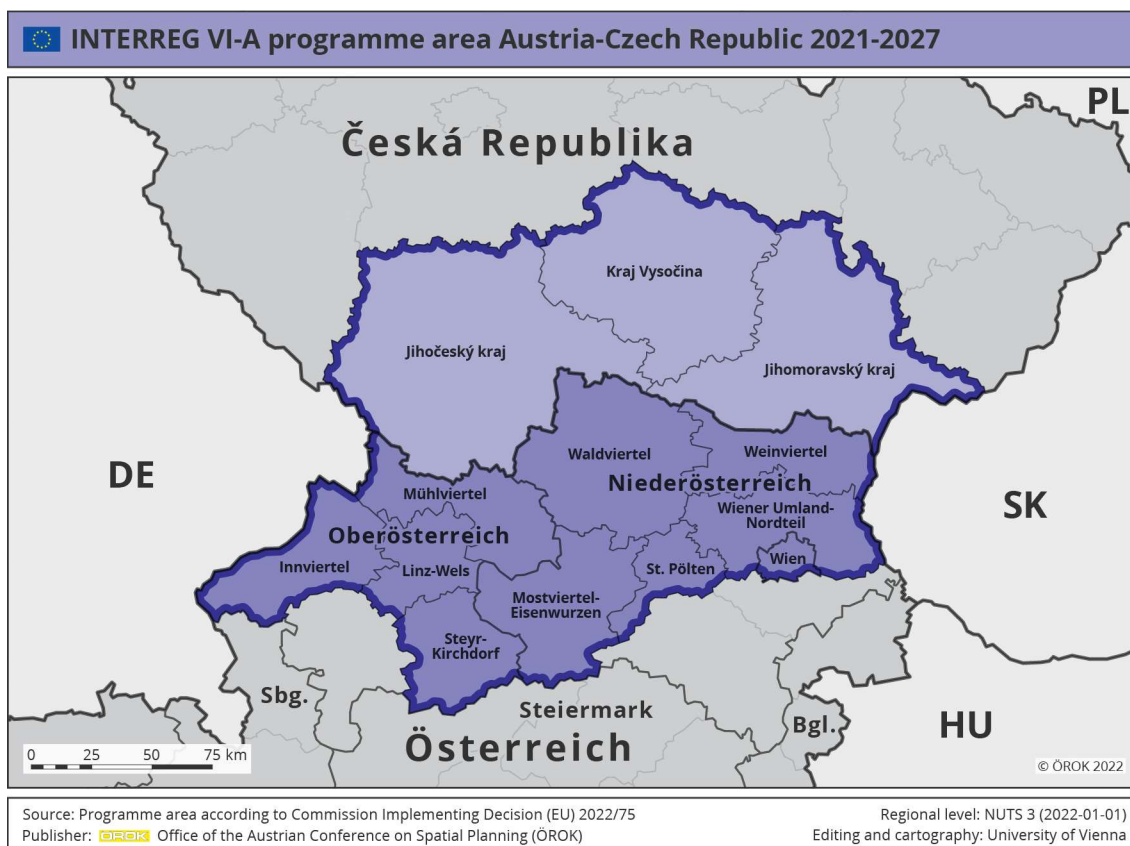 INTERREG VI-A programme area Austria-Czech Republic 2021-2027
PL
Česká Republika
Kraj Vysočina
Jihočeský kraj
Jihomoravský kraj
DE
Waldviertel
Weinviertel
Niederösterreich
Mühlviertel
SK
Wiener Umland-
Nordteil
Oberösterreich
Wien
Innviertel
Linz-Wels
St. Pölten
Mostviertel-
Eisenwurzen
Steyr-
Kirchdorf
Sbg.
Steiermark
Bgl.
HU
Österreich
0 25 50 75 km
© ÖROK 2022
Source: Programme area according to Commission Implementing Decision (EU) 2022/75
Regional level: NUTS 3 (2022-01-01)
Publisher: ÖROK Office of the Austrian Conference on Spatial Planning (ÖROK)
Editing and cartography: University of Vienna